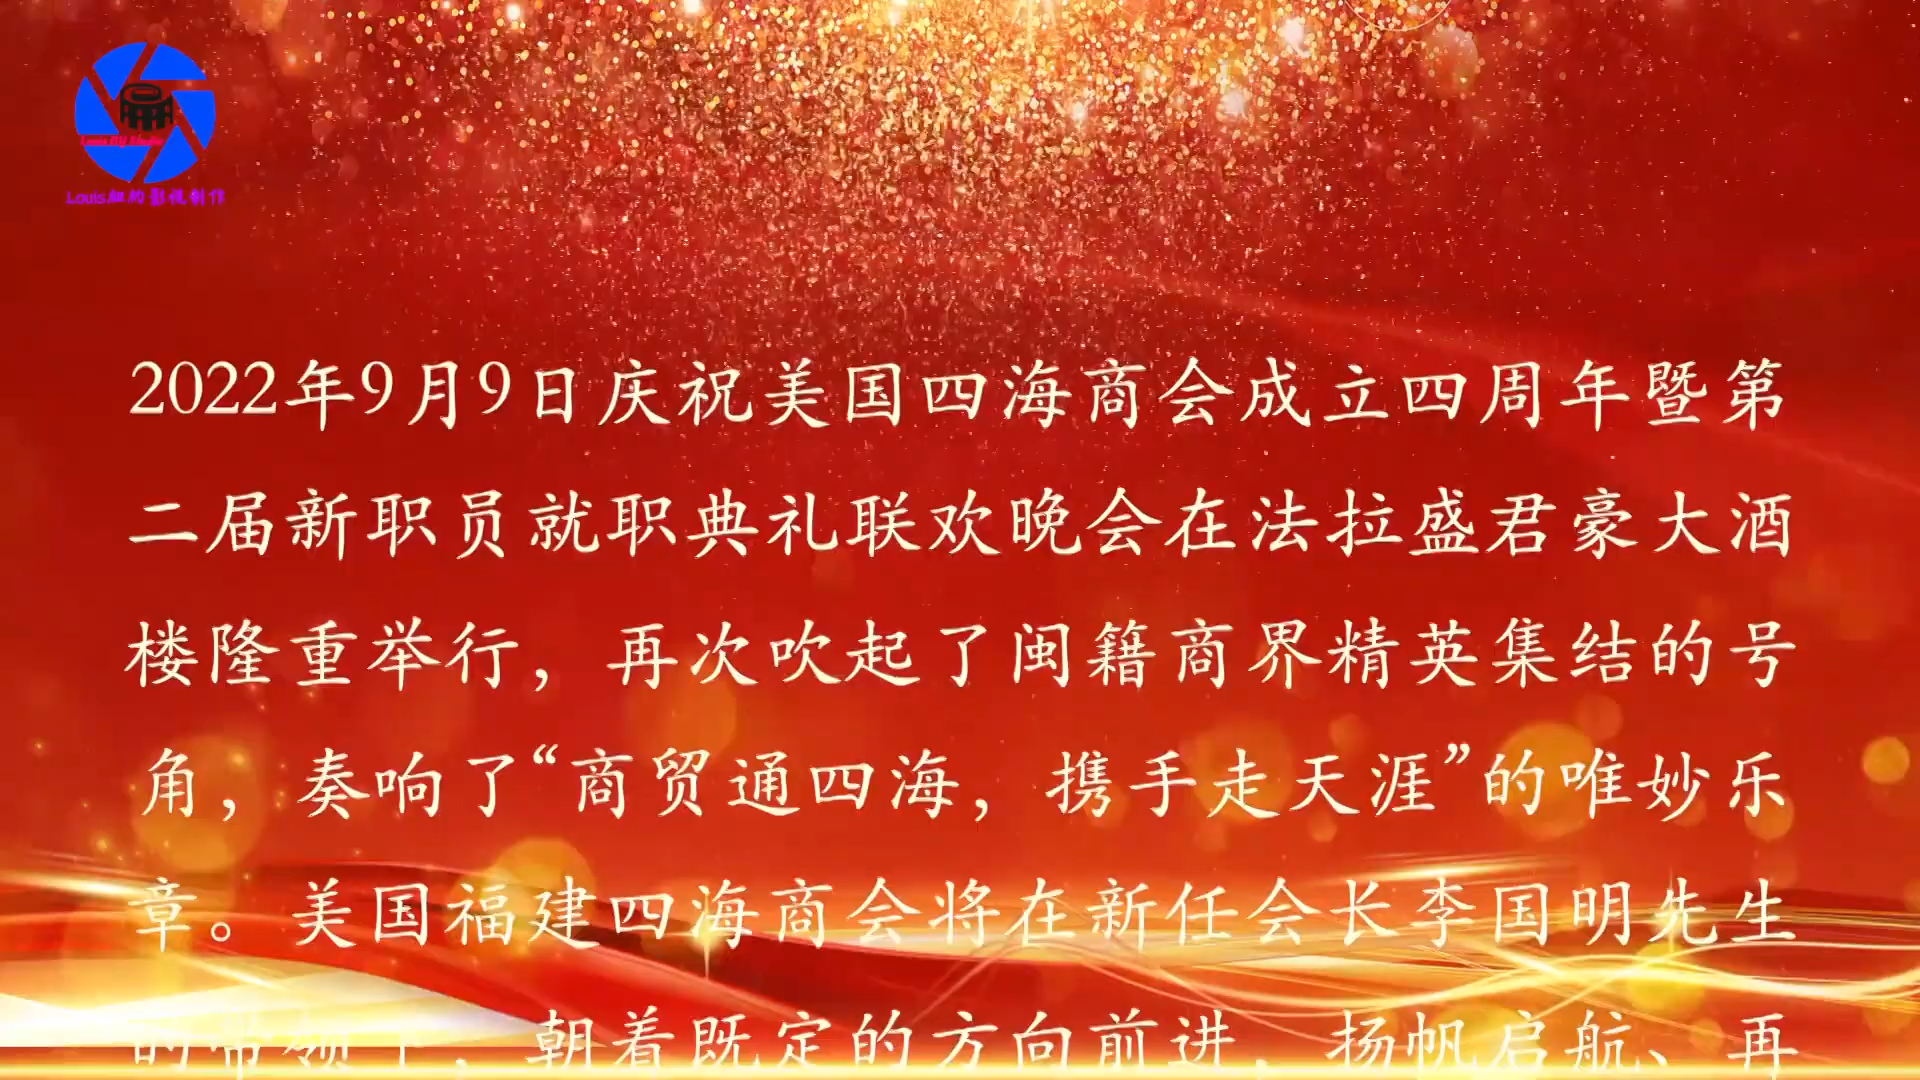 Louis纽约影视制作
2022年9月9日庆祝美国四海商会成立四周年暨第
二届新职员就职典礼联欢晚会在法拉盛君豪大酒
楼隆重举行，再次吹起了闽籍商界精英集结的号
角，奏响了“商贸通四海，携手走天涯”的唯妙乐
章。美国福建四海商会将在新任会长李国明先生
的带领下，朝着既定的方向前进，扬帆启航、再